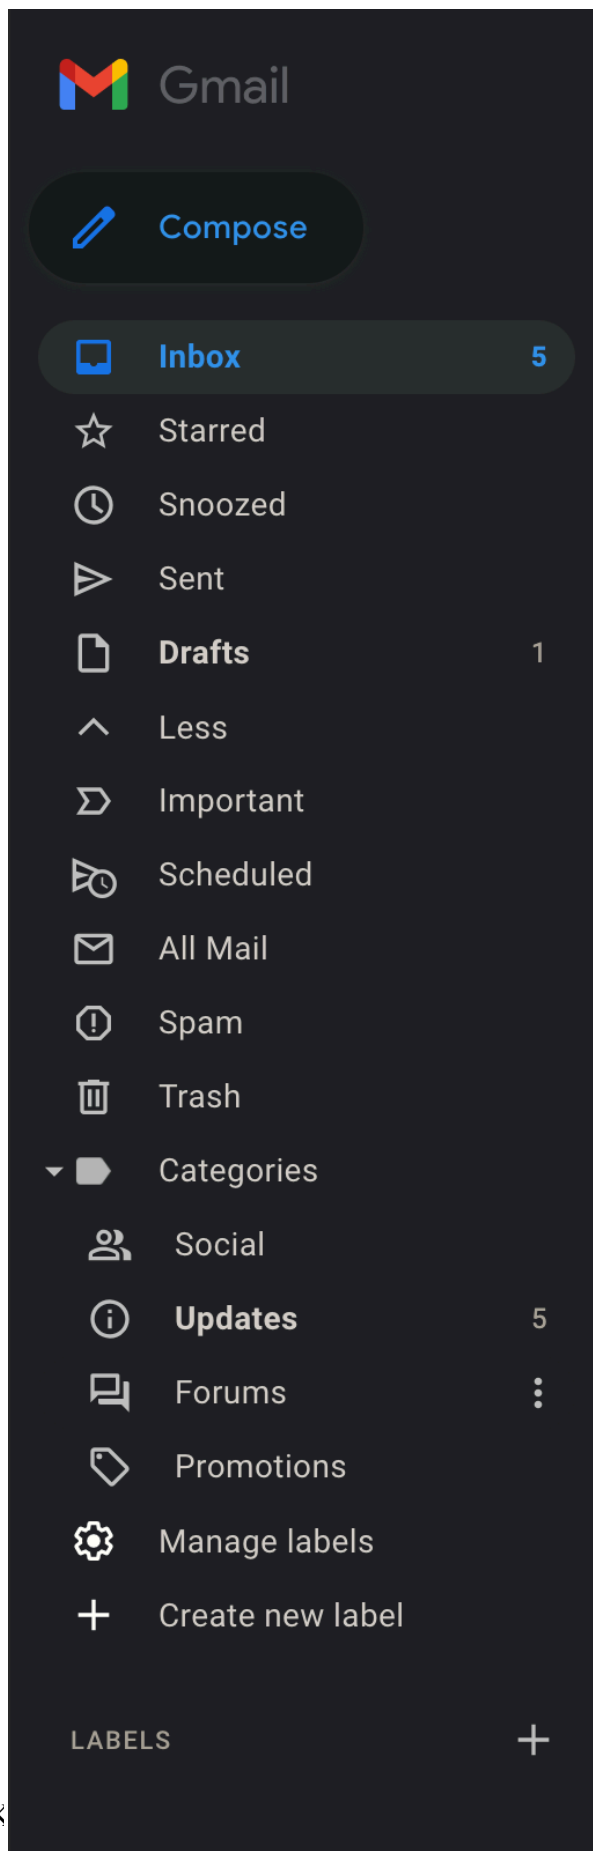 Gmail
Compose
Inbox 5
Starred
Snoozed
Sent
Drafts 1
Less
Important
Scheduled
All Mail
Spam
Trash
Categories
Social
Updates 5
Forums
Promotions
Manage labels
Create new label
LABELS